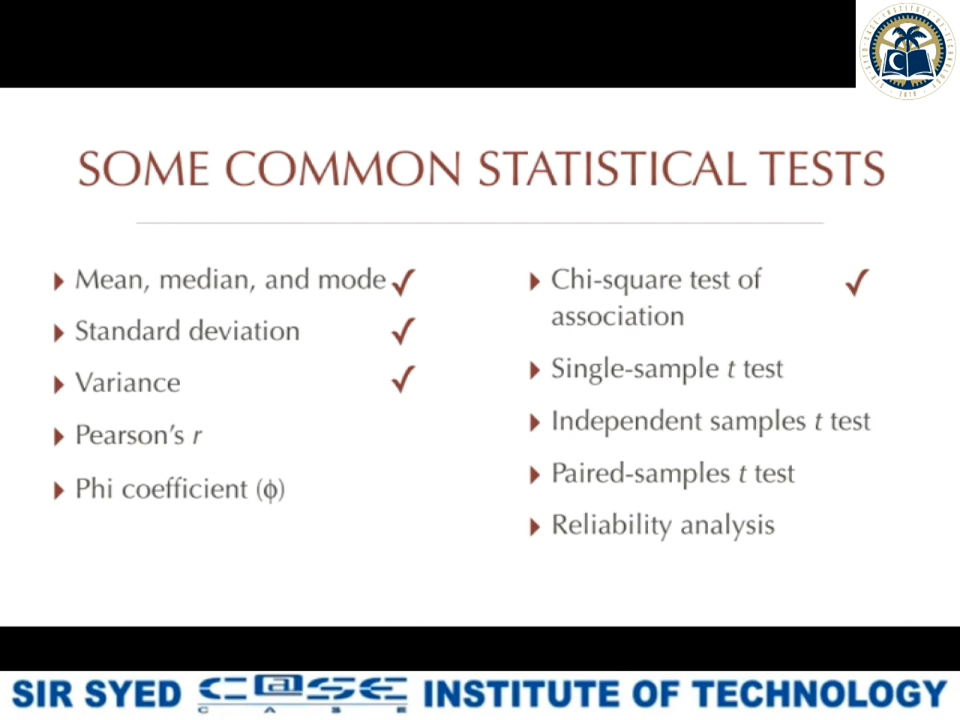 SOME COMMON STATISTICAL TESTS
Mean, median, and mode ✓
Standard deviation ✓
Variance ✓
Pearson's r
Phi coefficient (ϕ)
Chi-square test of ✓
association
Single-sample t test
Independent samples t test
Paired-samples t test
Reliability analysis
SIR SYED C@SE INSTITUTE OF TECHNOLOGY
C A S E